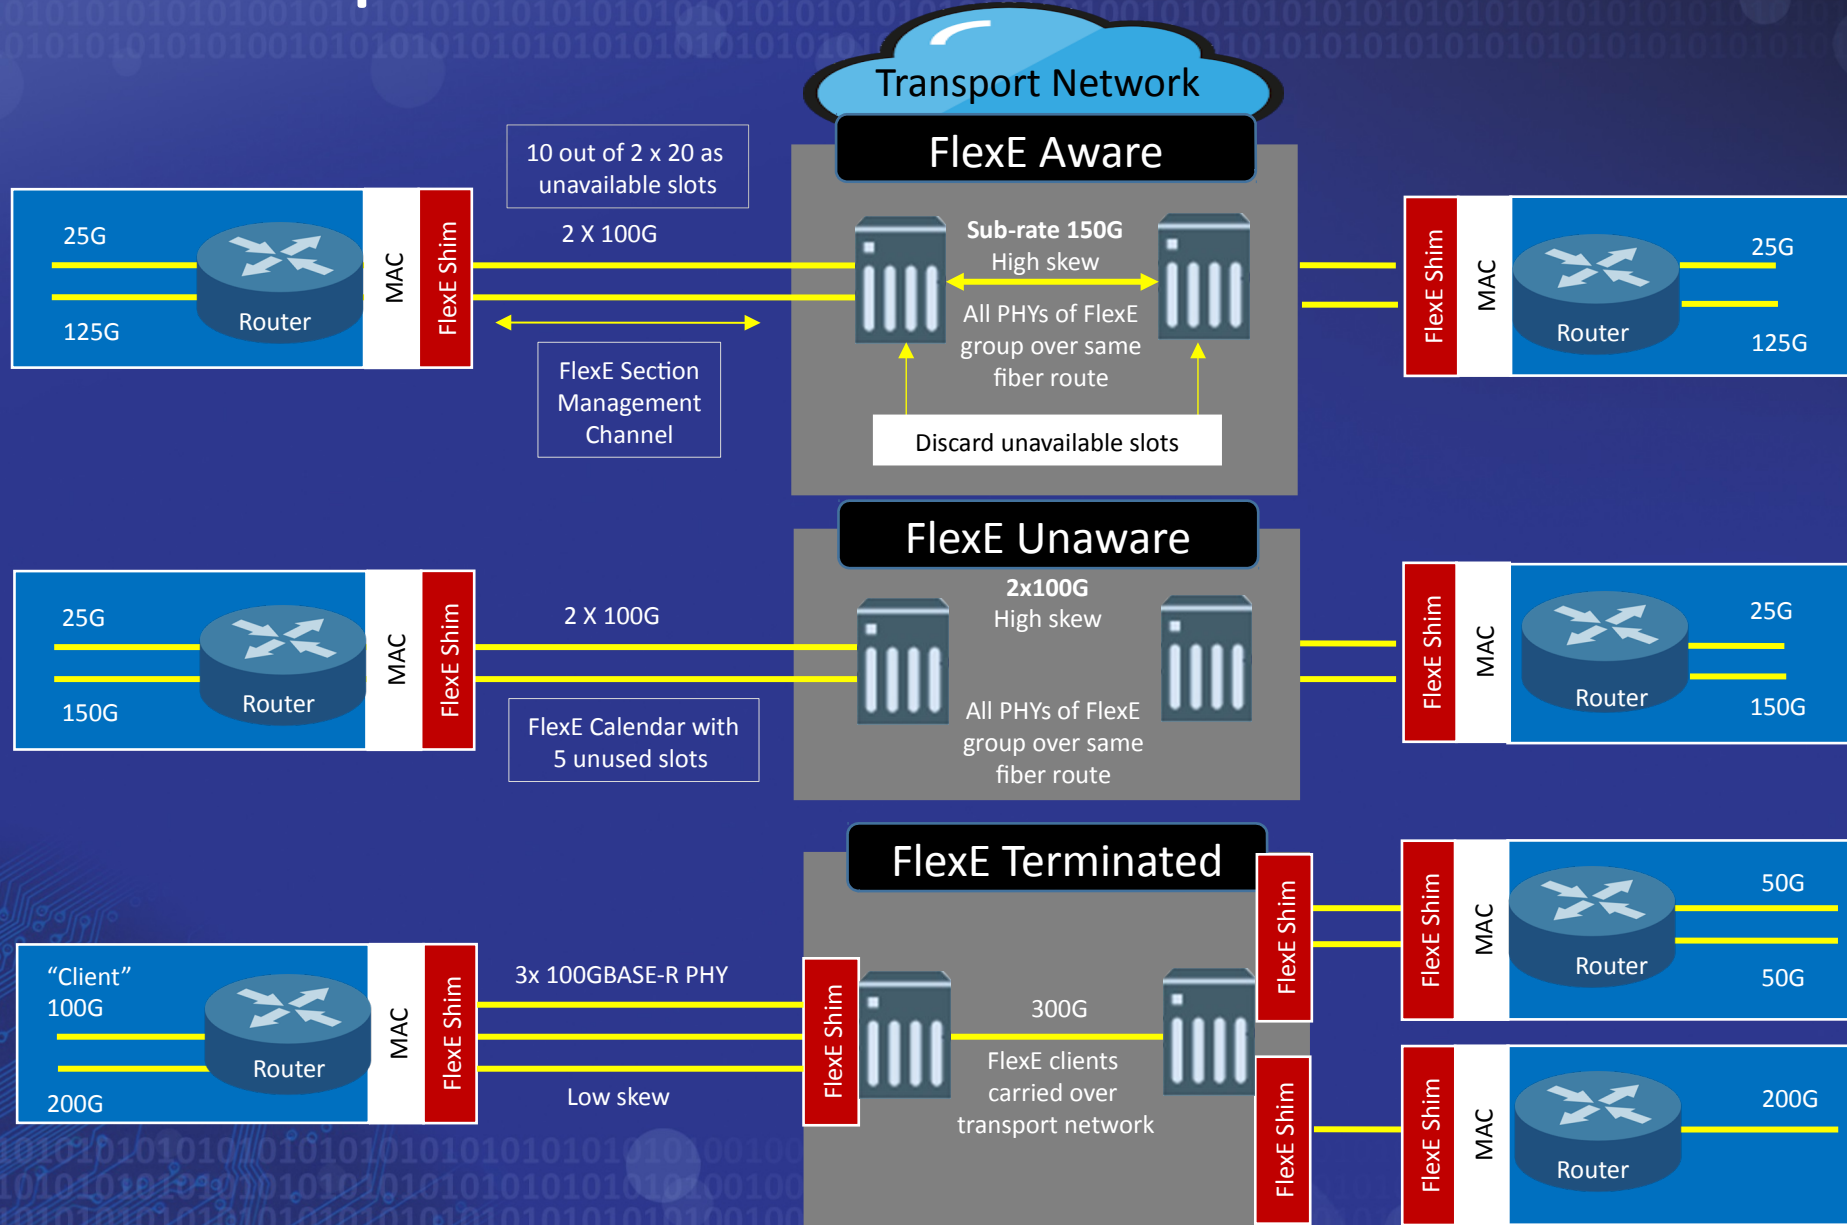 Transport Network
FlexE Aware
10 out of 2 x 20 as
unavailable slots
2 X 100G
25G
125G
Router
MAC
FlexE Shim
FlexE Section
Management
Channel
Sub-rate 150G
High skew
All PHYs of FlexE
group over same
fiber route
Discard unavailable slots
FlexE Shim
MAC
Router
25G
125G
FlexE Unaware
25G
150G
Router
MAC
FlexE Shim
2 X 100G
FlexE Calendar with
5 unused slots
2x100G
High skew
All PHYs of FlexE
group over same
fiber route
FlexE Shim
MAC
Router
25G
150G
FlexE Terminated
"Client"
100G
200G
Router
MAC
FlexE Shim
3x 100GBASE-R PHY
Low skew
FlexE Shim
300G
FlexE clients
carried over
transport network
FlexE Shim
FlexE Shim
FlexE Shim
MAC
Router
50G
50G
FlexE Shim
MAC
Router
200G